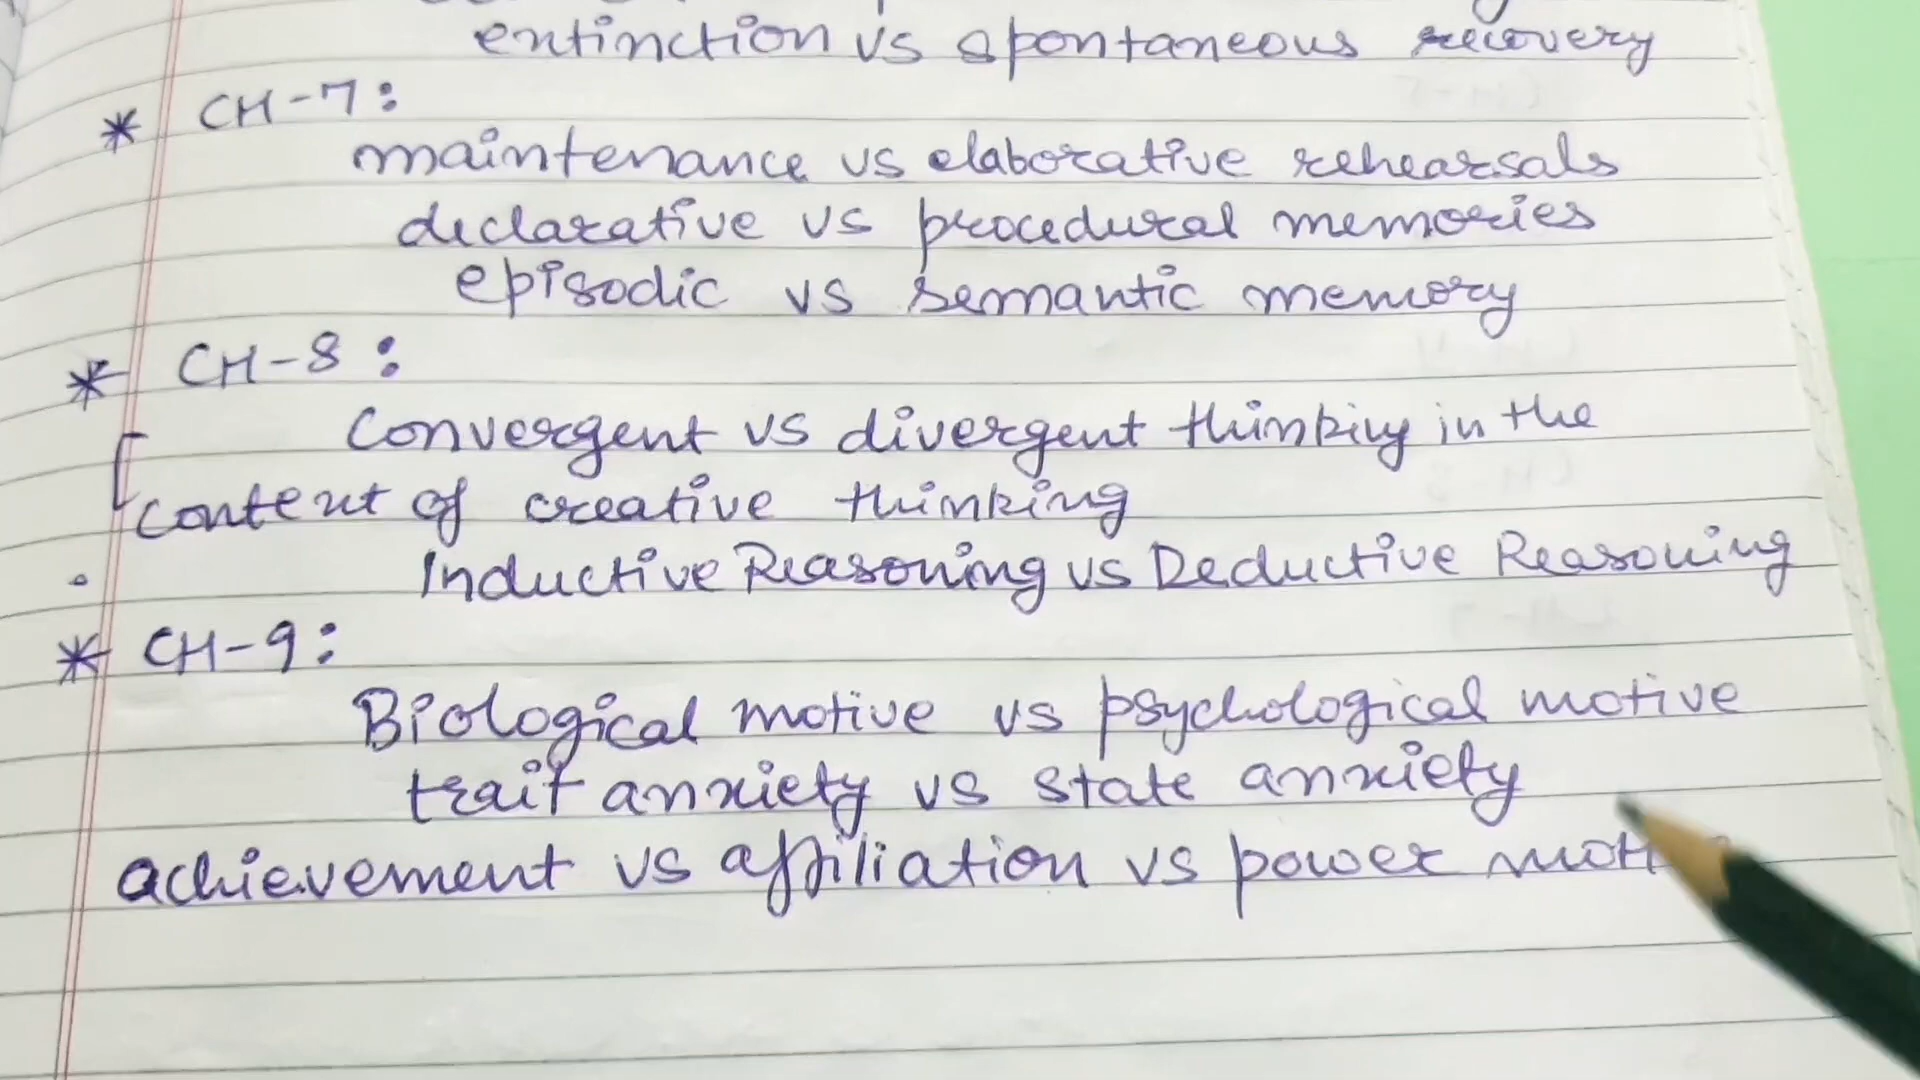 extinction vs spontaneous recovery
* CH-7:
maintenance vs elaborative rehearsals
declarative vs procedural memories
episodic vs semantic memory
* CH-8:
Convergent vs divergent thinking in the
content of creative thinking
Inductive Reasoning vs Deductive Reasoning
* CH-9:
Biological motive vs psychological motive
trait anxiety vs state anxiety
achievement vs affiliation vs power